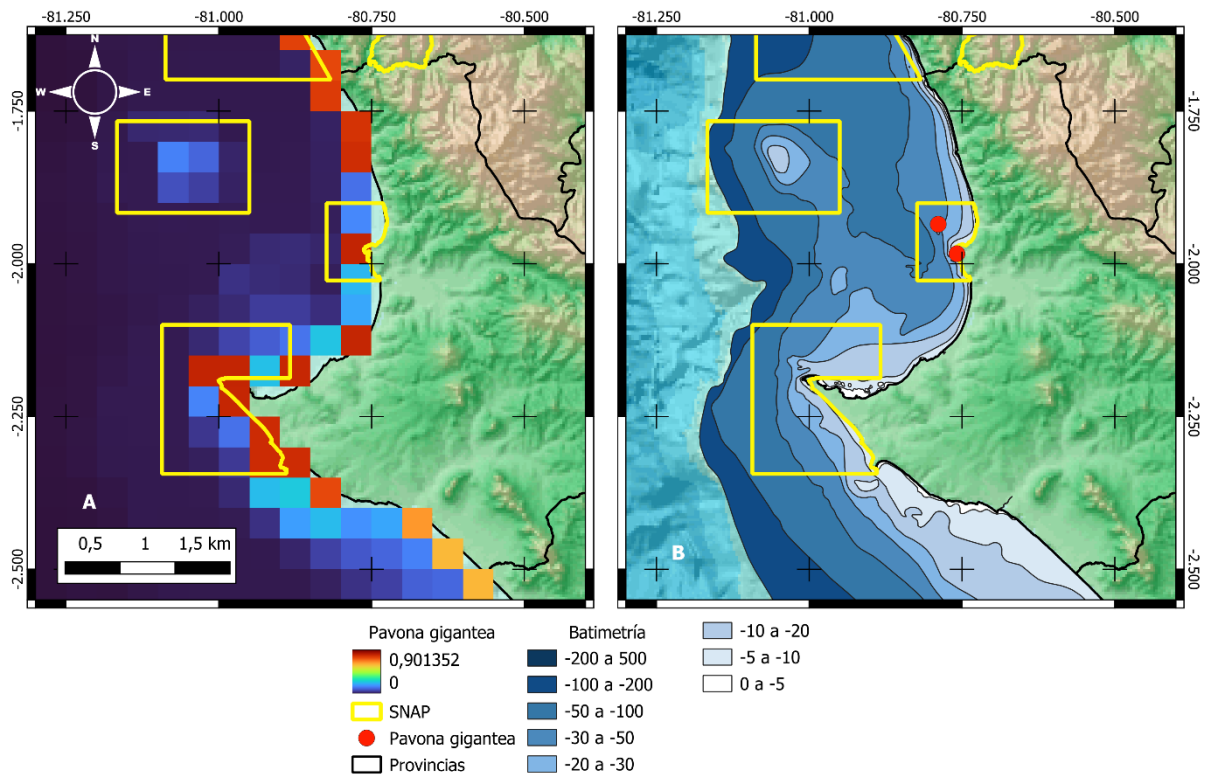 -81.250 -81.000 -80.750 -80.500 -81.250 -81.000 -80.750 -80.500
N
W E
S
-1.750 -1.750
-2.000 -2.000
-2.250 -2.250
-2.500 -2.500
A
0,5 1 1,5 km
B
Pavona gigantea
0,901352
0
SNAP
Pavona gigantea
Provincias
Batimetría
-200 a 500
-100 a -200
-50 a -100
-30 a -50
-20 a -30
-10 a -20
-5 a -10
0 a -5